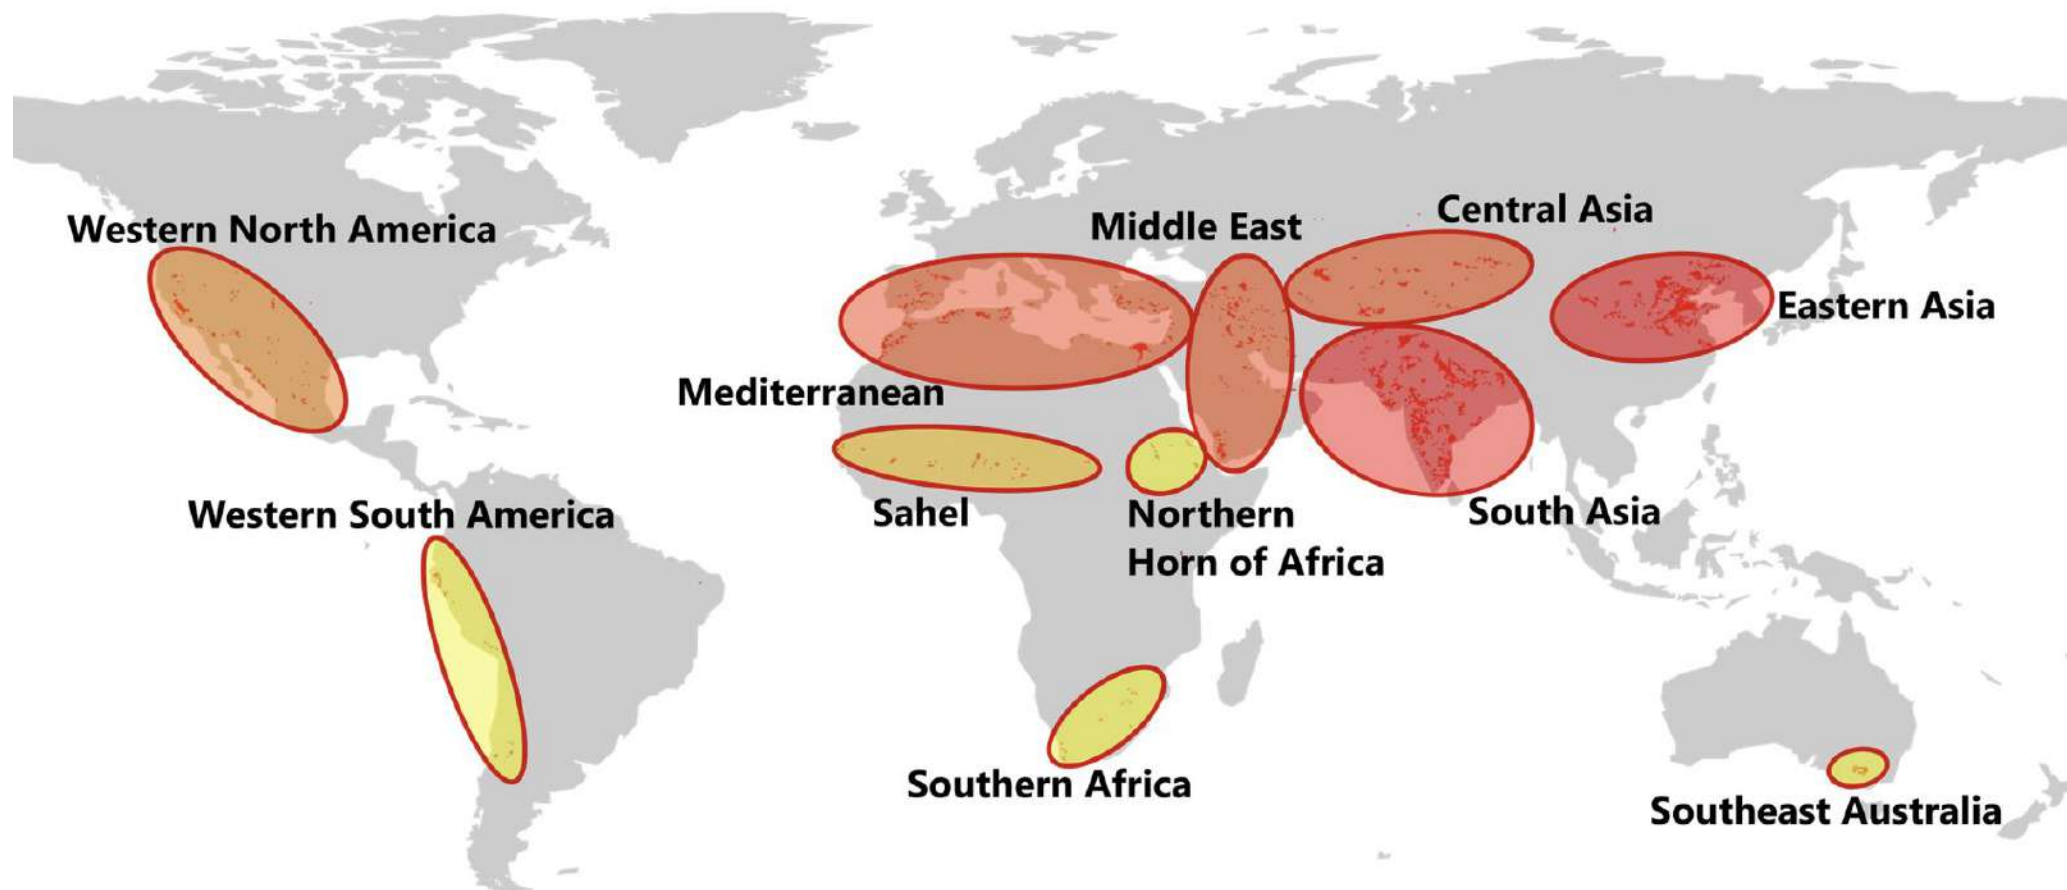 Western North America
Middle East
Central Asia
Eastern Asia
Mediterranean
Western South America
Sahel
Northern
Horn of Africa
South Asia
Southern Africa
Southeast Australia